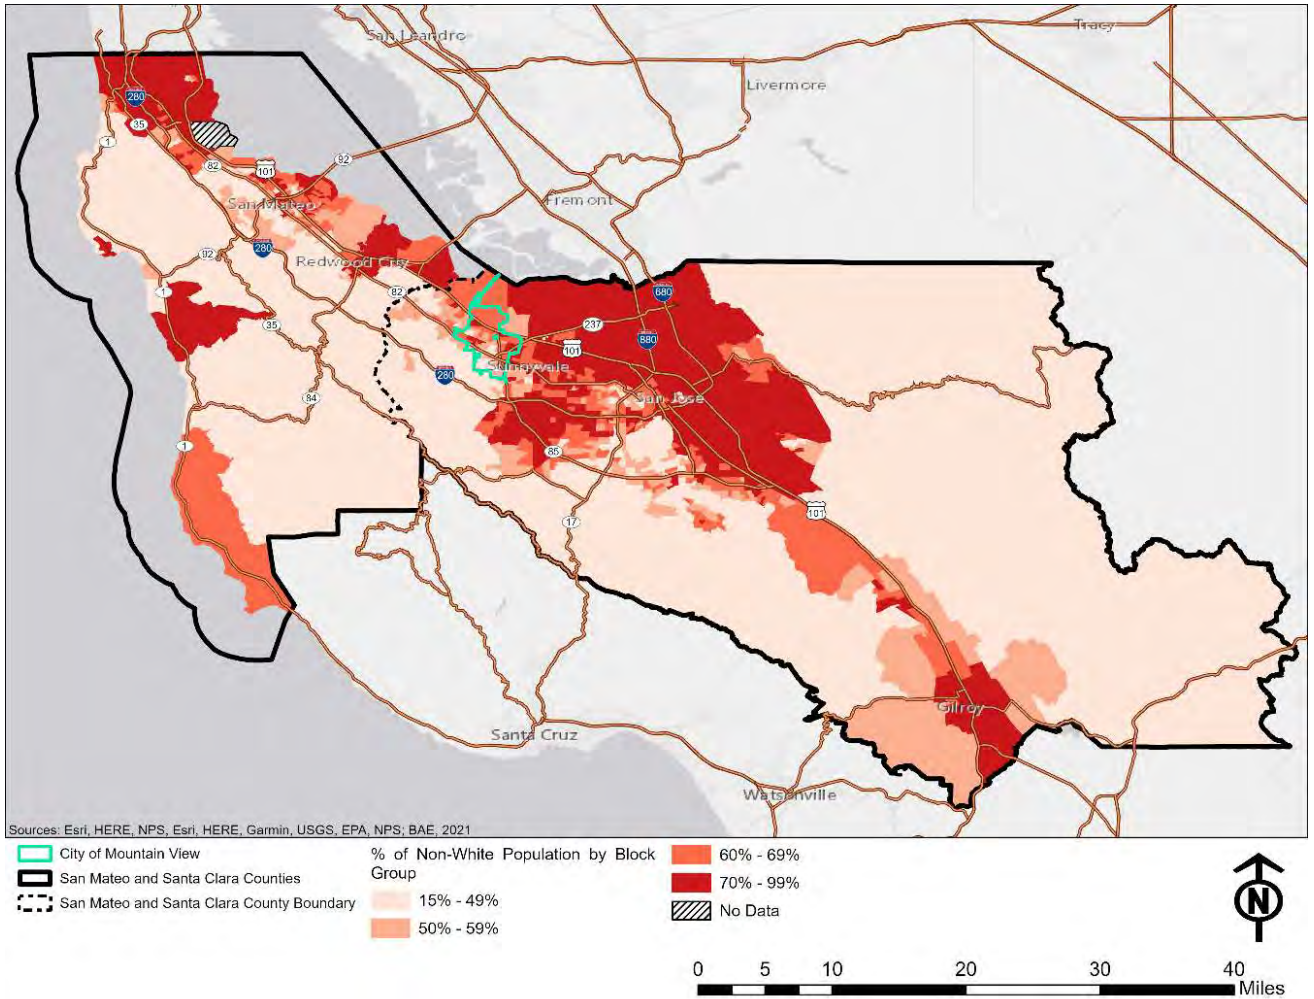 San Leandro
Tracy
Livermore
280
35
1
82
101
92
San Mateo
Fremont
92
280
Redwood City
1
82
680
35
237
880
101
Sunnyvale
280
San Jose
84
1
85
101
17
Gilroy
Santa Cruz
Watsonville
Sources: Esri, HERE, NPS, Esri, HERE, Garmin, USGS, EPA, NPS; BAE, 2021
City of Mountain View
San Mateo and Santa Clara Counties
San Mateo and Santa Clara County Boundary
% of Non-White Population by Block
Group
15% - 49%
50% - 59%
60% - 69%
70% - 99%
No Data
N
0 5 10 20 30 40
Miles